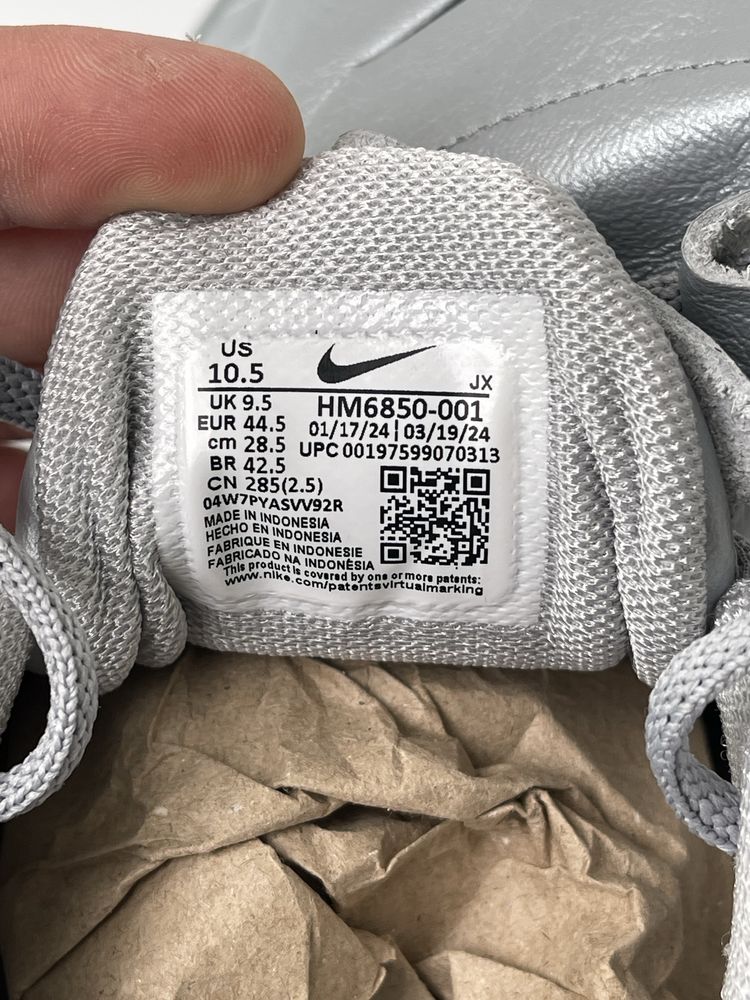 US
10.5
JX
UK 9.5
HM6850-001
EUR 44.5
01/17/24 | 03/19/24
cm 28.5
UPC 00197599070313
BR 42.5
CN 285(2.5)
04W7PYASVV92R
MADE IN INDONESIA
HECHO EN INDONESIA
FABRIQUE EN INDONESIE
FABRICADO NA INDONÉSIA
This product is covered by one or more patents:
www.nike.com/patentsvirtualmarking